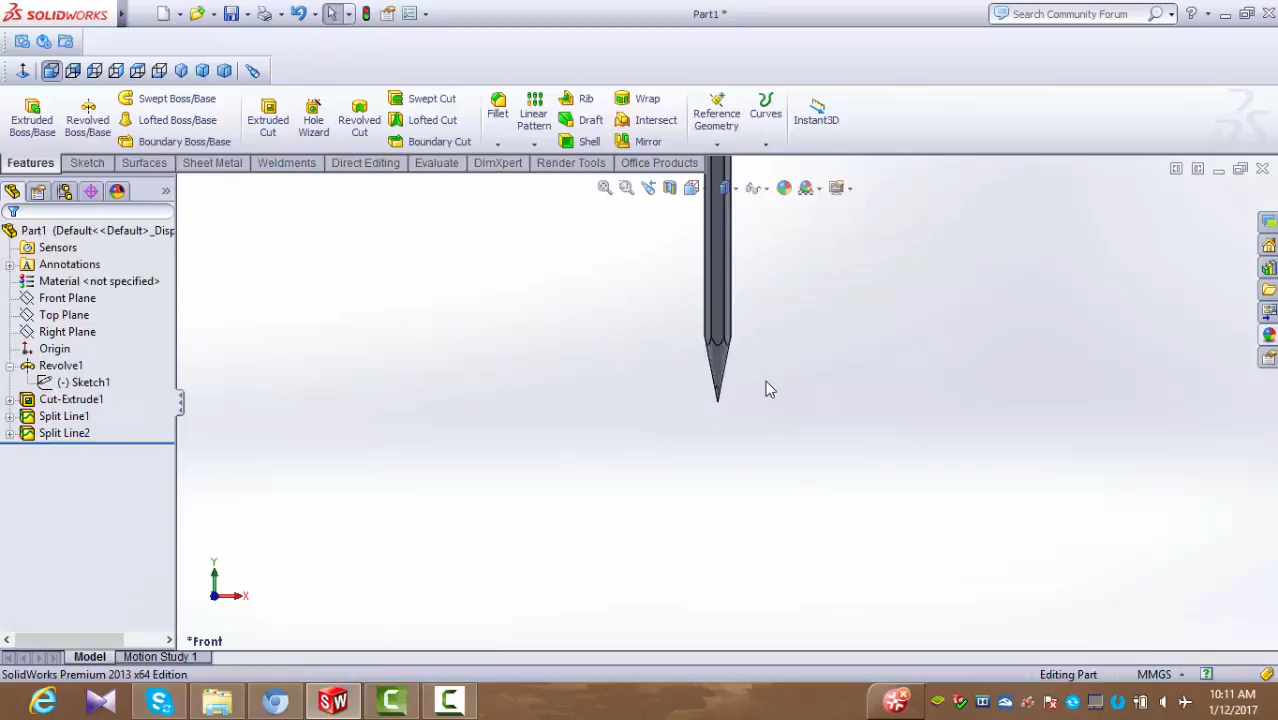 SOLIDWORKS
Part1 *
Search Community Forum
Extruded Boss/Base
Revolved Boss/Base
Swept Boss/Base
Lofted Boss/Base
Boundary Boss/Base
Extruded Cut
Hole Wizard
Revolved Cut
Swept Cut
Lofted Cut
Boundary Cut
Fillet
Linear Pattern
Rib
Draft
Shell
Wrap
Intersect
Mirror
Reference Geometry
Curves
Instant3D
Features
Sketch
Surfaces
Sheet Metal
Weldments
Direct Editing
Evaluate
DimXpert
Render Tools
Office Products
Part1 (Default<<Default>_Disp
Sensors
Annotations
Material <not specified>
Front Plane
Top Plane
Right Plane
Origin
Revolve1
(-) Sketch1
Cut-Extrude1
Split Line1
Split Line2
Y
X
*Front
Model
Motion Study 1
SolidWorks Premium 2013 x64 Edition
Editing Part
MMGS
10:11 AM
1/12/2017